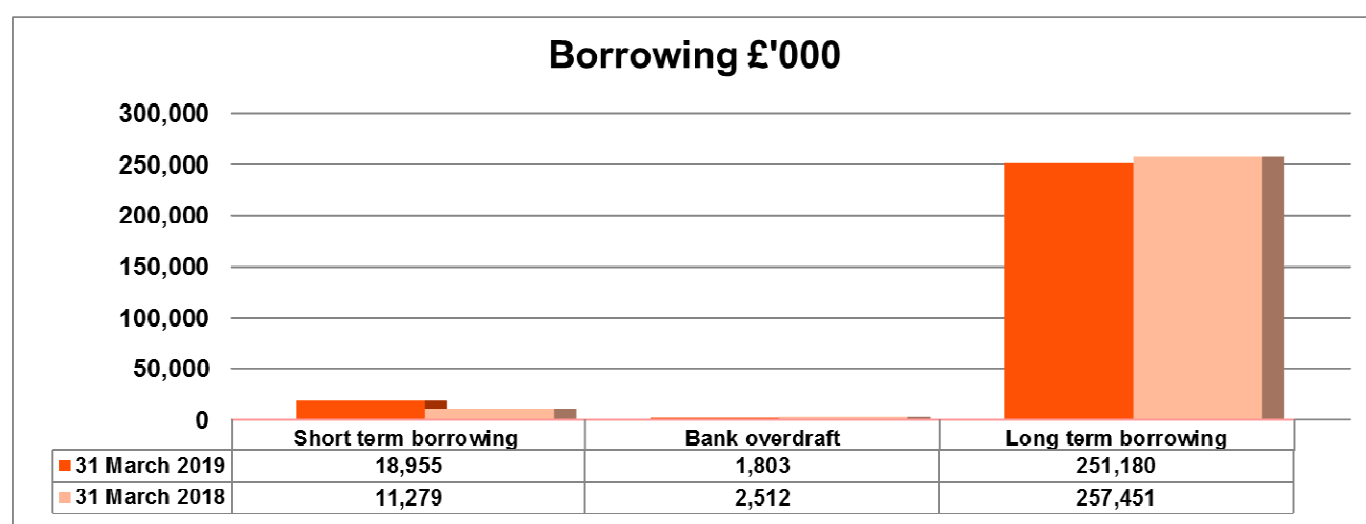 Borrowing £'000
300,000
250,000
200,000
150,000
100,000
50,000
0
Short term borrowing Bank overdraft Long term borrowing
31 March 2019 18,955 1,803 251,180
31 March 2018 11,279 2,512 257,451